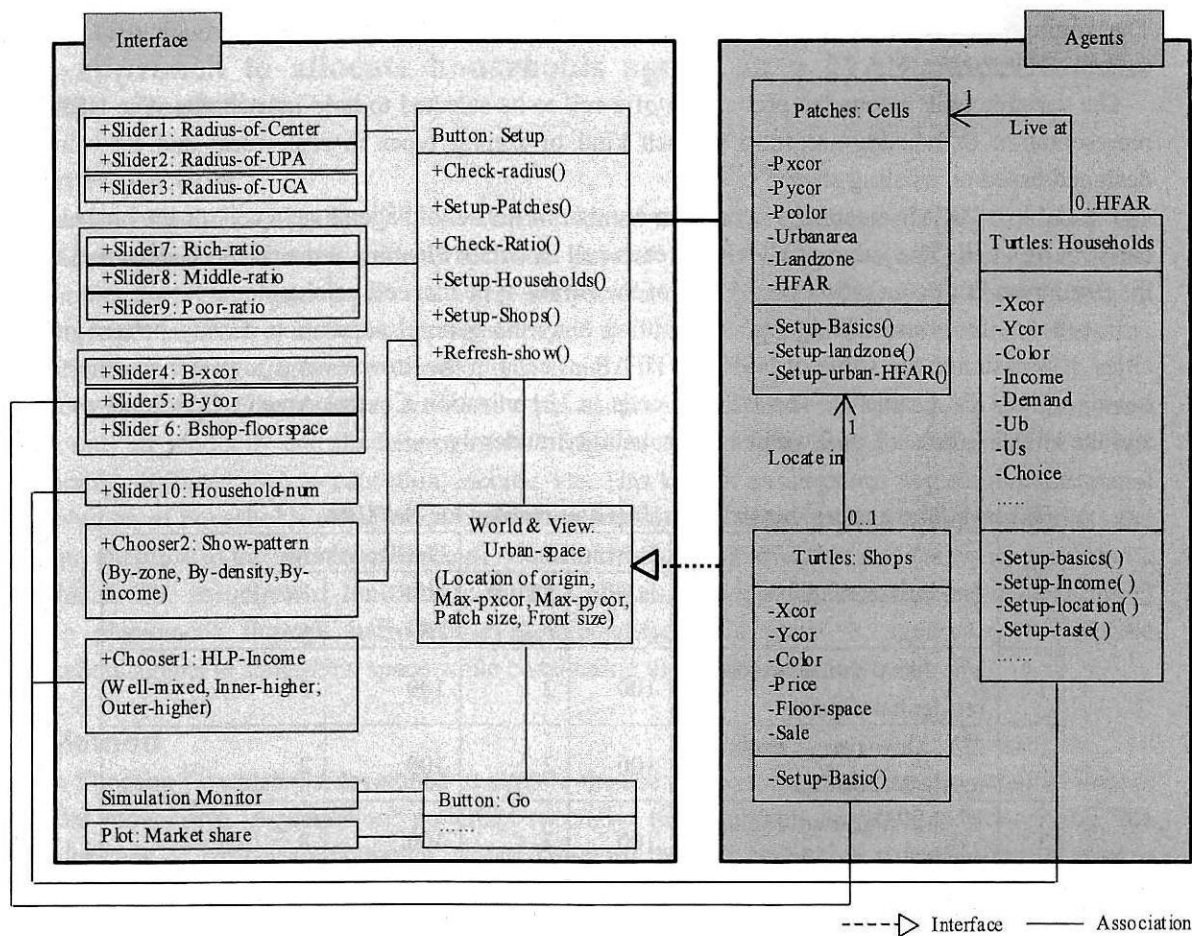 Interface
+Slider1: Radius-of-Center
+Slider2: Radius-of-UPA
+Slider3: Radius-of-UCA
+Slider7: Rich-ratio
+Slider8: Middle-ratio
+Slider9: Poor-ratio
+Slider4: B-xcor
+Slider5: B-ycor
+Slider 6: Bshop-floorspace
+Slider10: Household-num
+Chooser2: Show-pattern
(By-zone, By-density,By-
income)
+Chooser1: HLP-Income
(Well-mixed, Inner-higher;
Outer-higher)
Simulation Monitor
Plot: Market share
Button: Setup
+Check-radius()
+Setup-Patches()
+Check-Ratio()
+Setup-Households()
+Setup-Shops()
+Refresh-show()
World & View:
Urban-space
(Location of origin,
Max-pxcor, Max-pycor,
Patch size, Front size)
Button: Go
......
Agents
Patches: Cells
-Pxcor
-Pycor
-Pcolor
-Urbanarea
-Landzone
-HFAR
-Setup-Basics()
-Setup-landzone()
-Setup-urban-HFAR()
1
Live at
0..HFAR
1
Locate in
0..1
Turtles: Households
-Xcor
-Ycor
-Color
-Income
-Demand
-Ub
-Us
-Choice
......
-Setup-basics()
-Setup-Income( )
-Setup-location()
-Setup-taste( )
......
Turtles: Shops
-Xcor
-Ycor
-Color
-Price
-Floor-space
-Sale
-Setup-Basic()
Interface
Association